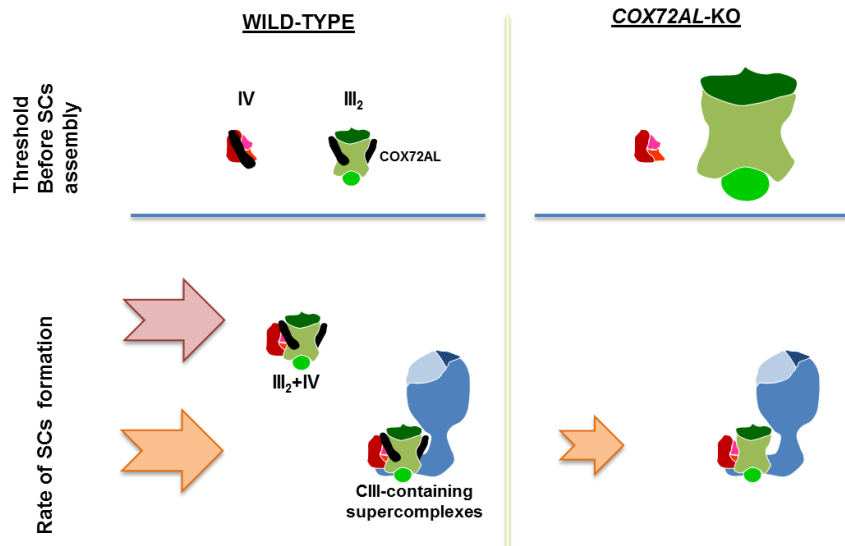 WILD-TYPE
COX72AL-KO
Threshold
Before SCs
assembly
IV
III₂
COX72AL
Rate of SCs formation
III₂+IV
CIII-containing
supercomplexes